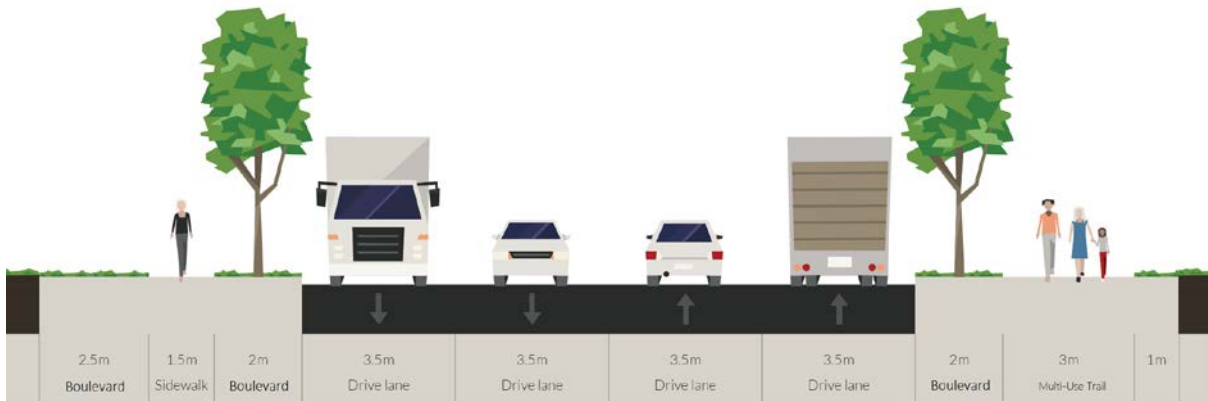 2.5m
Boulevard
1.5m
Sidewalk
2m
Boulevard
3.5m
Drive lane
3.5m
Drive lane
3.5m
Drive lane
3.5m
Drive lane
2m
Boulevard
3m
Multi-Use Trail
1m